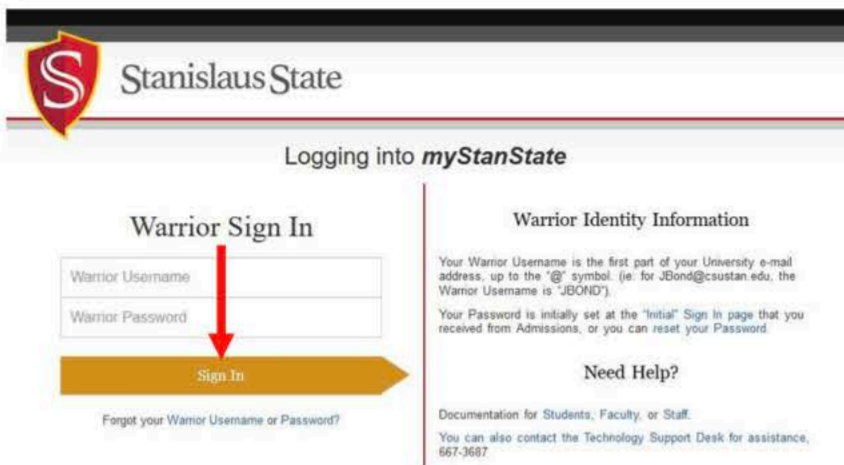 S
Stanislaus State
Logging into myStanState
Warrior Sign In
Warrior Username
Warrior Password
Sign In
Forgot your Warrior Username or Password?
Warrior Identity Information
Your Warrior Username is the first part of your University e-mail
address, up to the "@" symbol. (ie: for JBond@csustan.edu, the
Warrior Username is "JBOND").
Your Password is initially set at the "Initial" Sign In page that you
received from Admissions, or you can reset your Password.
Need Help?
Documentation for Students, Faculty, or Staff.
You can also contact the Technology Support Desk for assistance,
667-3687